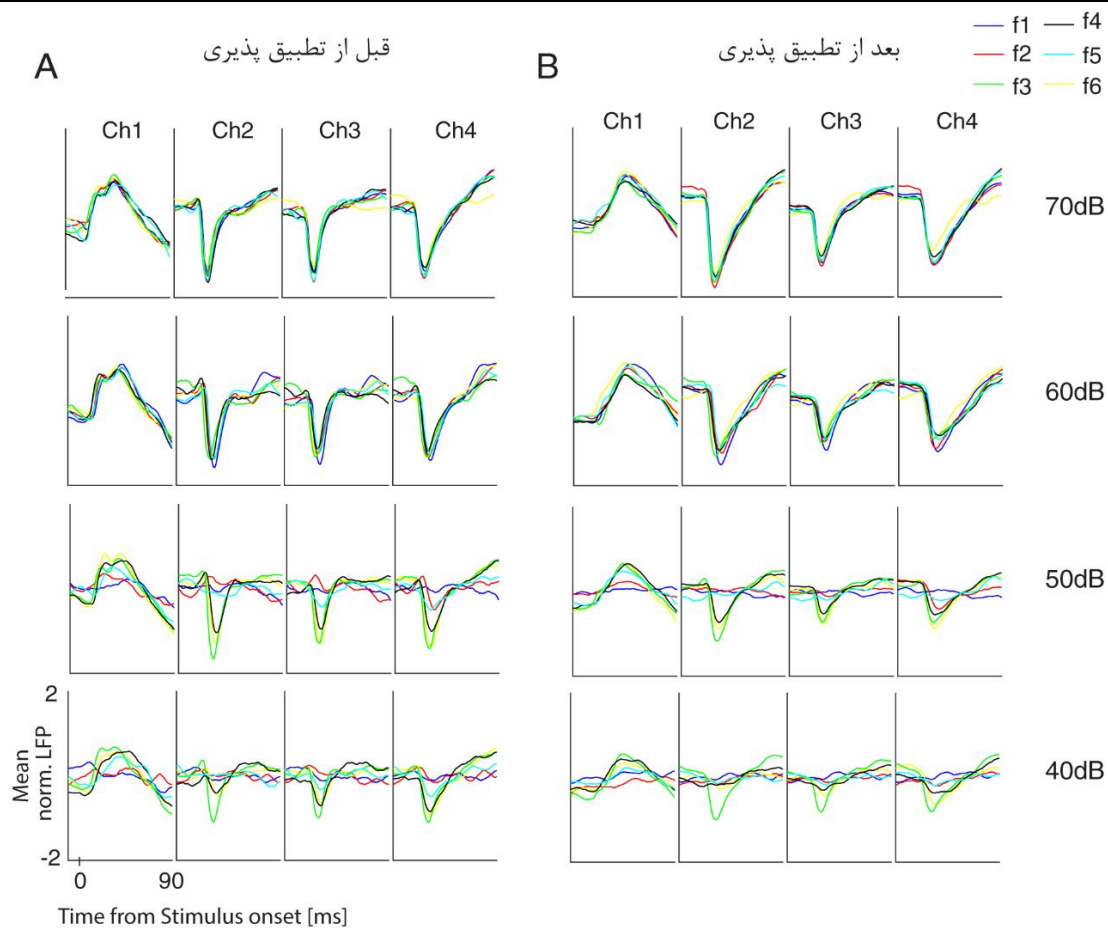 f1 f4
f2 f5
f3 f6
A قبل از تطبیق پذیری
B بعد از تطبیق پذیری
Ch1 Ch2 Ch3 Ch4
Ch1 Ch2 Ch3 Ch4
70dB
60dB
50dB
40dB
2
Mean
norm. LFP
-2
0 90
Time from Stimulus onset [ms]